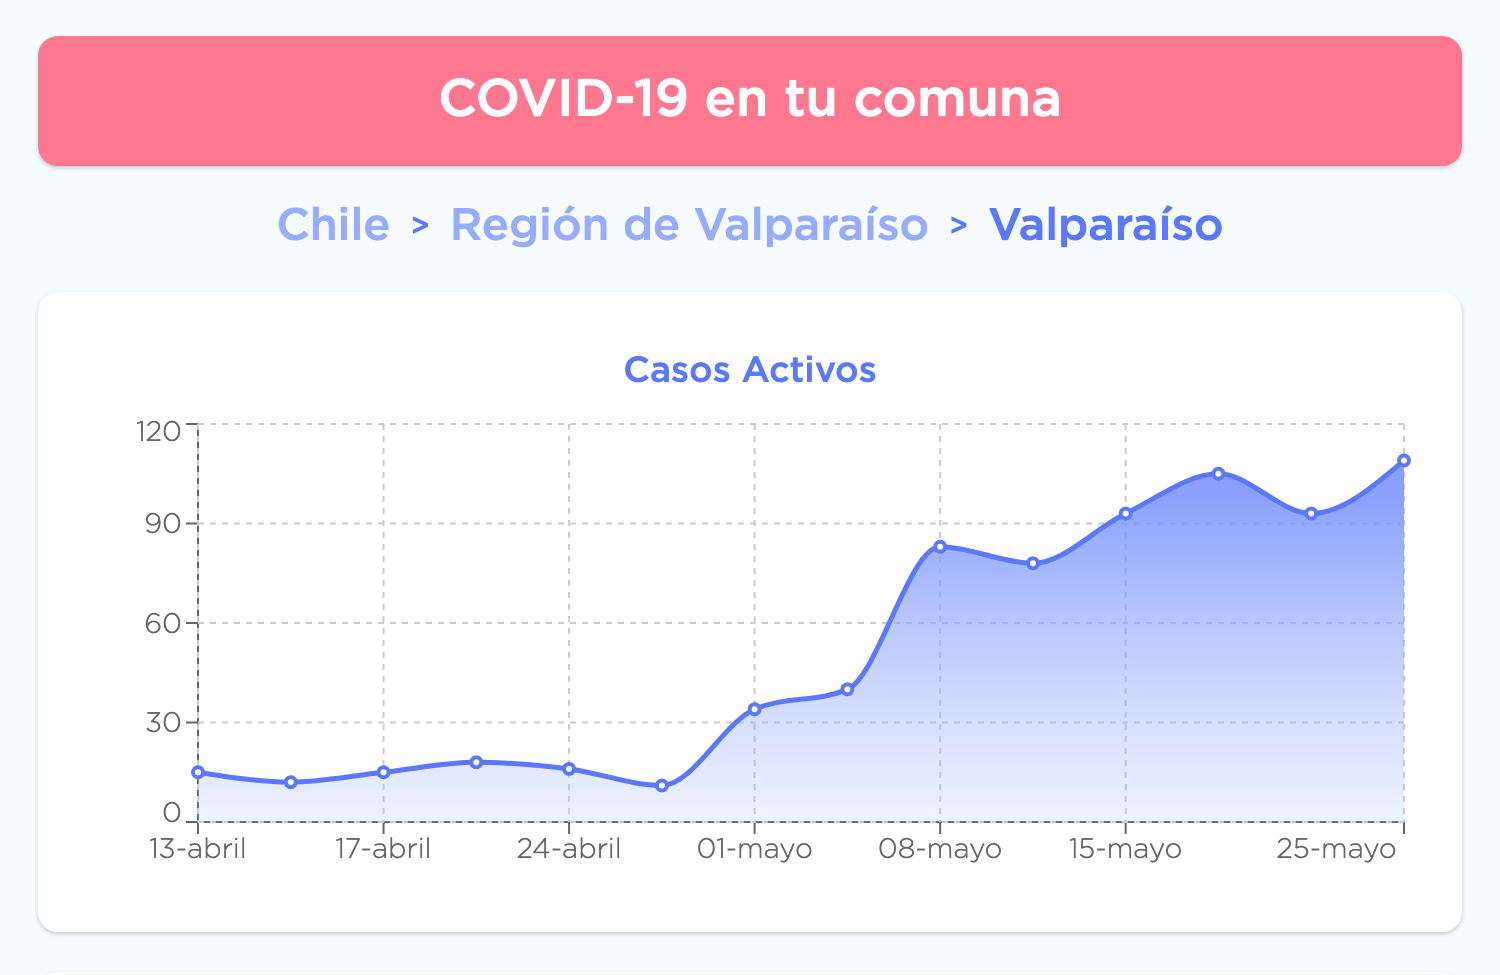 COVID-19 en tu comuna
Chile > Región de Valparaíso > Valparaíso
Casos Activos
120
90
60
30
0
13-abril 17-abril 24-abril 01-mayo 08-mayo 15-mayo 25-mayo